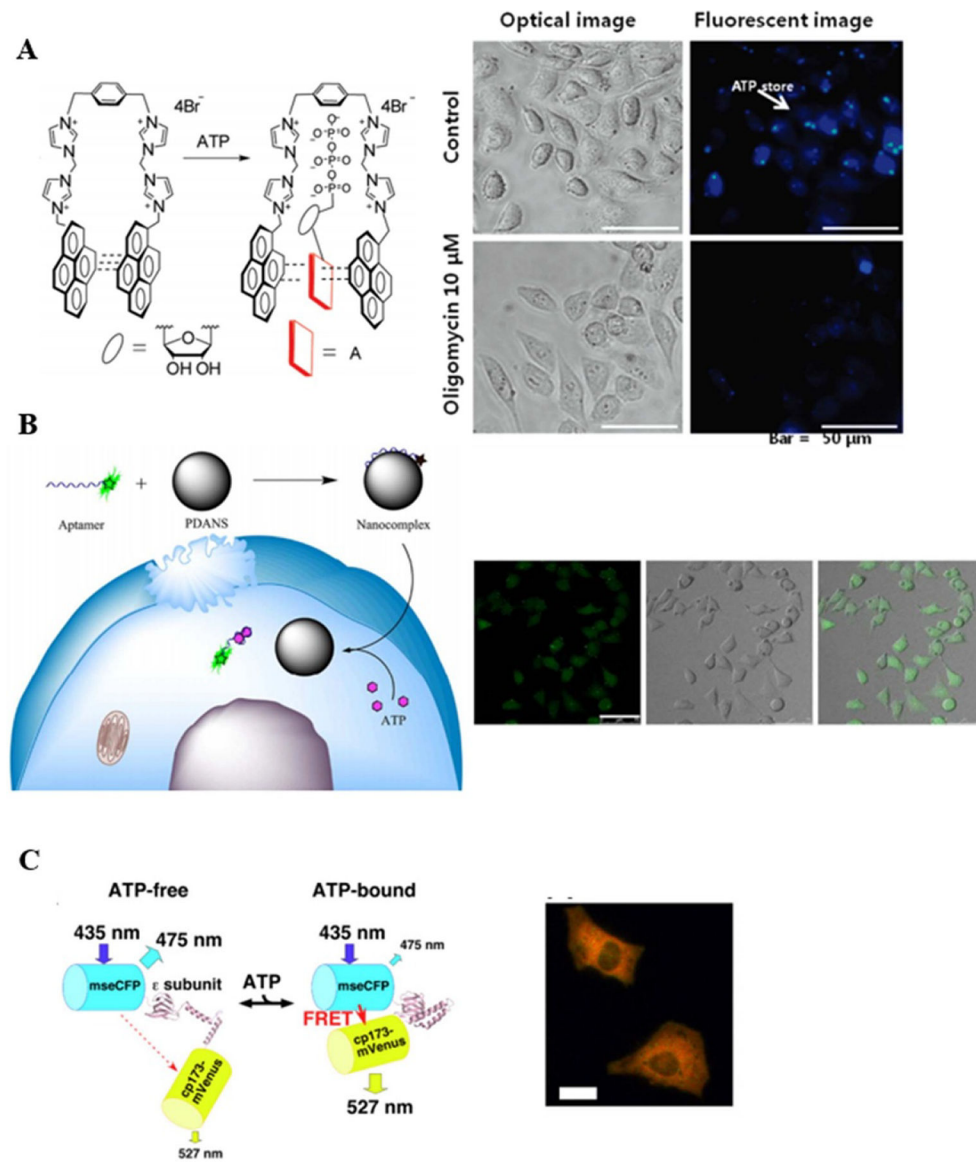 A
4Br⁻
N
N
N
N
N
N
N
N
ATP
4Br⁻
N
N
N
N
N
N
N
N
O
O-P=O
O
O-P=O
O
O-P=O
=
O
OH OH
= A
Optical image
Fluorescent image
Control
ATP store
Oligomycin 10 µM
Bar = 50 µm
B
+
Aptamer
PDANS
Nanocomplex
ATP
C
ATP-free
ATP-bound
435 nm
475 nm
435 nm
475 nm
mseCFP
ε subunit
ATP
mseCFP
FRET
cp173-
mVenus
cp173-
mVenus
527 nm
527 nm